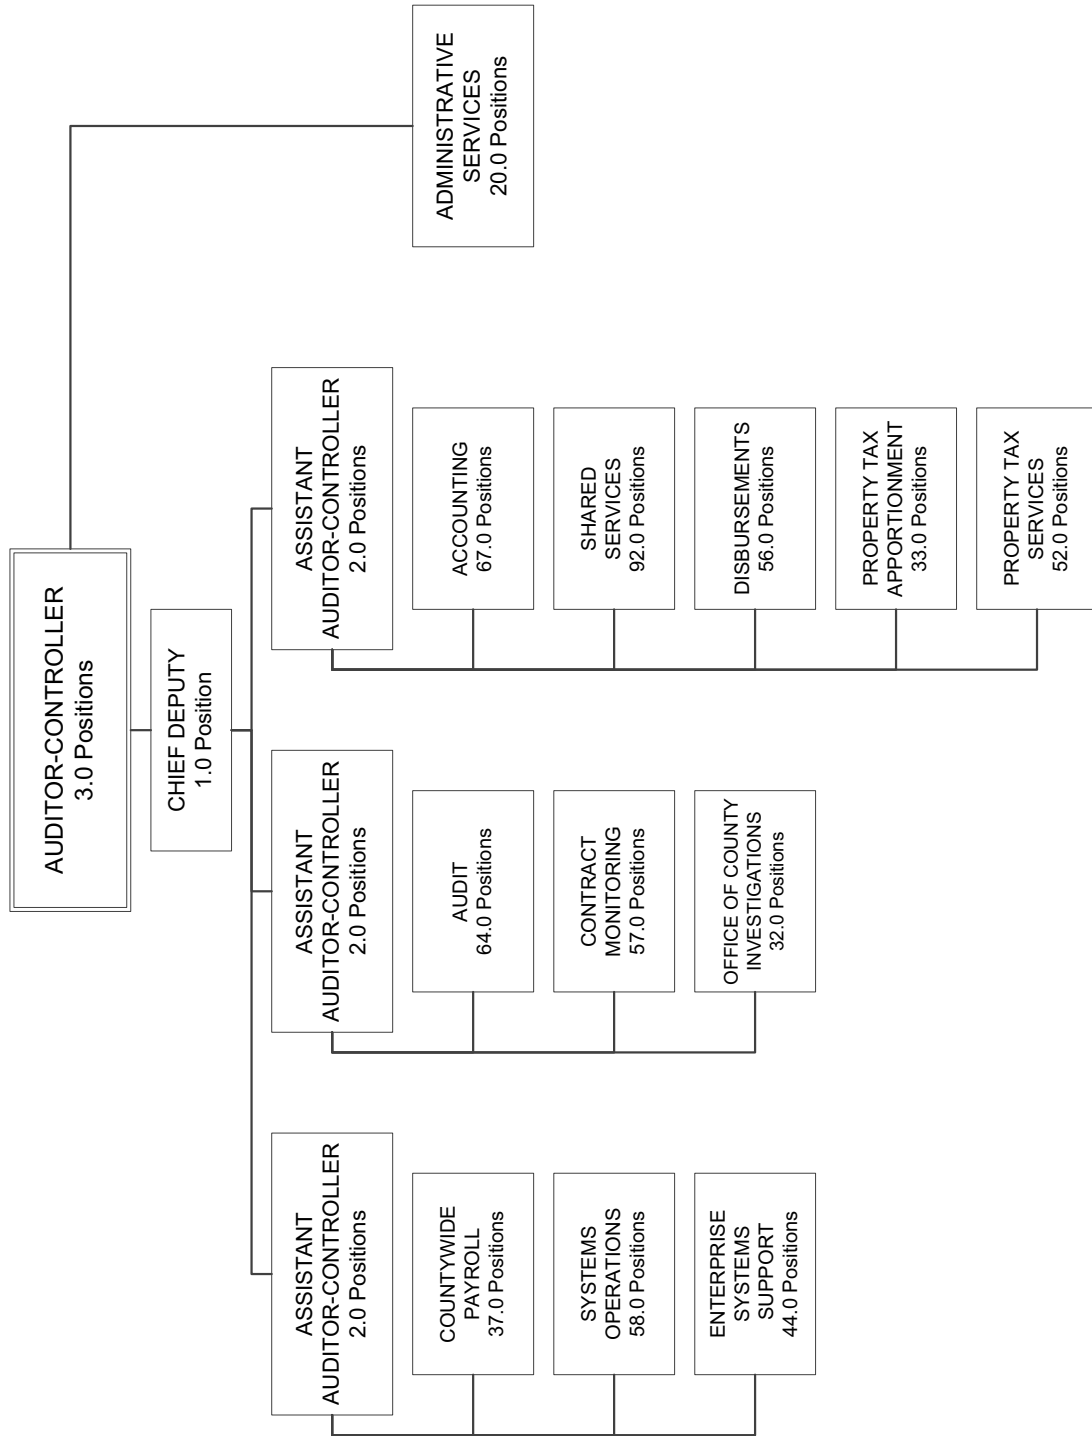 AUDITOR-CONTROLLER
3.0 Positions
CHIEF DEPUTY
1.0 Position
ASSISTANT
AUDITOR-CONTROLLER
2.0 Positions
COUNTYWIDE
PAYROLL
37.0 Positions
SYSTEMS
OPERATIONS
58.0 Positions
ENTERPRISE
SYSTEMS
SUPPORT
44.0 Positions
ASSISTANT
AUDITOR-CONTROLLER
2.0 Positions
AUDIT
64.0 Positions
CONTRACT
MONITORING
57.0 Positions
OFFICE OF COUNTY
INVESTIGATIONS
32.0 Positions
ASSISTANT
AUDITOR-CONTROLLER
2.0 Positions
ACCOUNTING
67.0 Positions
SHARED
SERVICES
92.0 Positions
DISBURSEMENTS
56.0 Positions
PROPERTY TAX
APPORTIONMENT
33.0 Positions
PROPERTY TAX
SERVICES
52.0 Positions
ADMINISTRATIVE
SERVICES
20.0 Positions